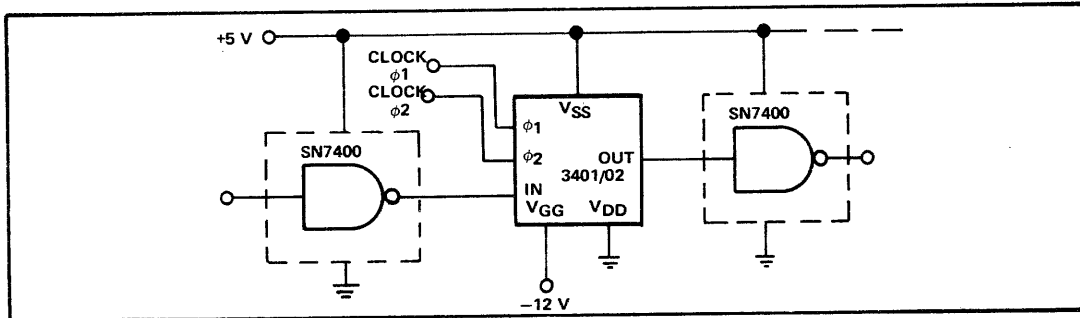 +5 V
CLOCK
φ1
CLOCK
φ2
SN7400
φ1
φ2
IN
VGG
VSS
OUT
3401/02
VDD
SN7400
−12 V